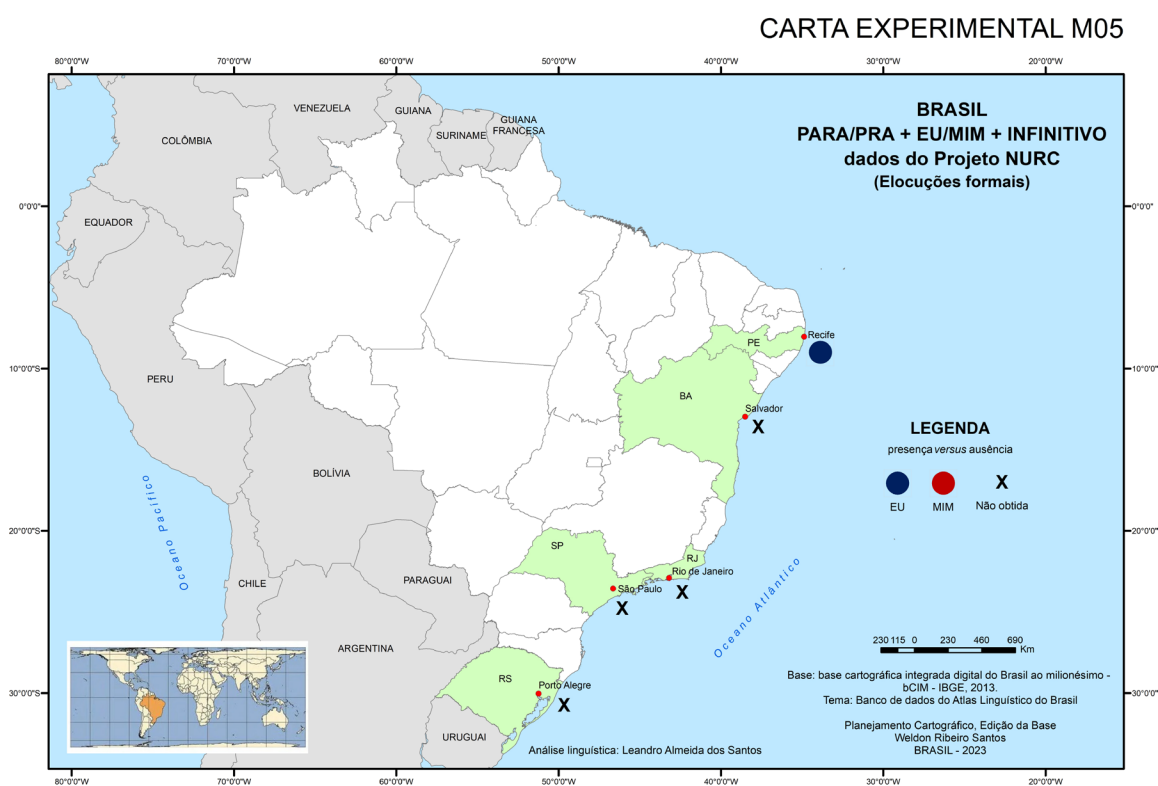 CARTA EXPERIMENTAL M05
80°0'0"W
70°0'0"W
60°0'0"W
50°0'0"W
40°0'0"W
30°0'0"W
20°0'0"W
BRASIL
PARA/PRA + EU/MIM + INFINITIVO
dados do Projeto NURC
(Elocuções formais)
VENEZUELA
GUIANA
SURINAME
GUIANA
FRANCESA
COLÔMBIA
0°0'0"
0°0'0"
EQUADOR
Recife
PE
10°0'0"S
10°0'0"W
PERU
BA
Salvador
X
LEGENDA
presença versus ausência
X
EU
MIM
Não obtida
BOLÍVIA
Oceano Pacífico
20°0'0"S
20°0'0"W
SP
RJ
Rio de Janeiro
X
São Paulo
X
CHILE
PARAGUAI
Oceano Atlântico
230 115 0 230 460 690
Km
ARGENTINA
RS
Porto Alegre
X
30°0'0"S
30°0'0"W
URUGUAI
Base: base cartográfica integrada digital do Brasil ao milionésimo -
bCIM - IBGE, 2013.
Tema: Banco de dados do Atlas Linguístico do Brasil
Planejamento Cartográfico, Edição da Base
Weldon Ribeiro Santos
BRASIL - 2023
Análise linguística: Leandro Almeida dos Santos
80°0'0"W
70°0'0"W
60°0'0"W
50°0'0"W
40°0'0"W
30°0'0"W
20°0'0"W